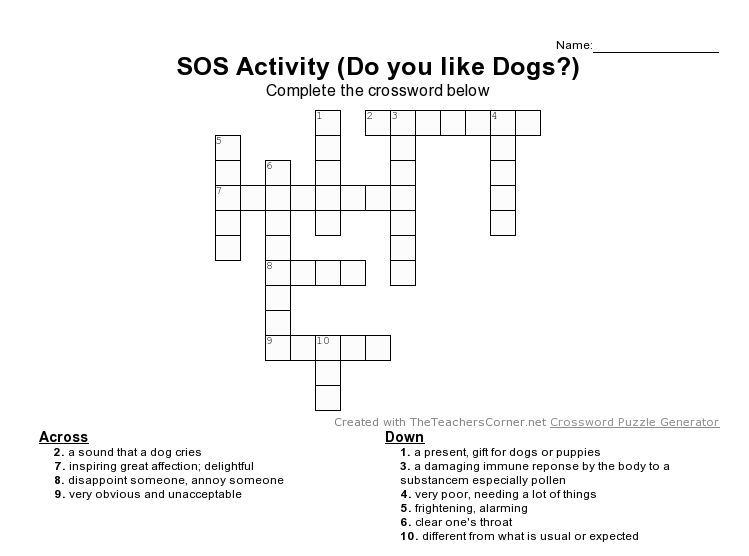 Name:
SOS Activity (Do you like Dogs?)
Complete the crossword below
1 2 3 4
5
6
7
8
9 10
Created with TheTeachersCorner.net Crossword Puzzle Generator
Across
2. a sound that a dog cries
7. inspiring great affection; delightful
8. disappoint someone, annoy someone
9. very obvious and unacceptable
Down
1. a present, gift for dogs or puppies
3. a damaging immune reponse by the body to a
substancem especially pollen
4. very poor, needing a lot of things
5. frightening, alarming
6. clear one's throat
10. different from what is usual or expected